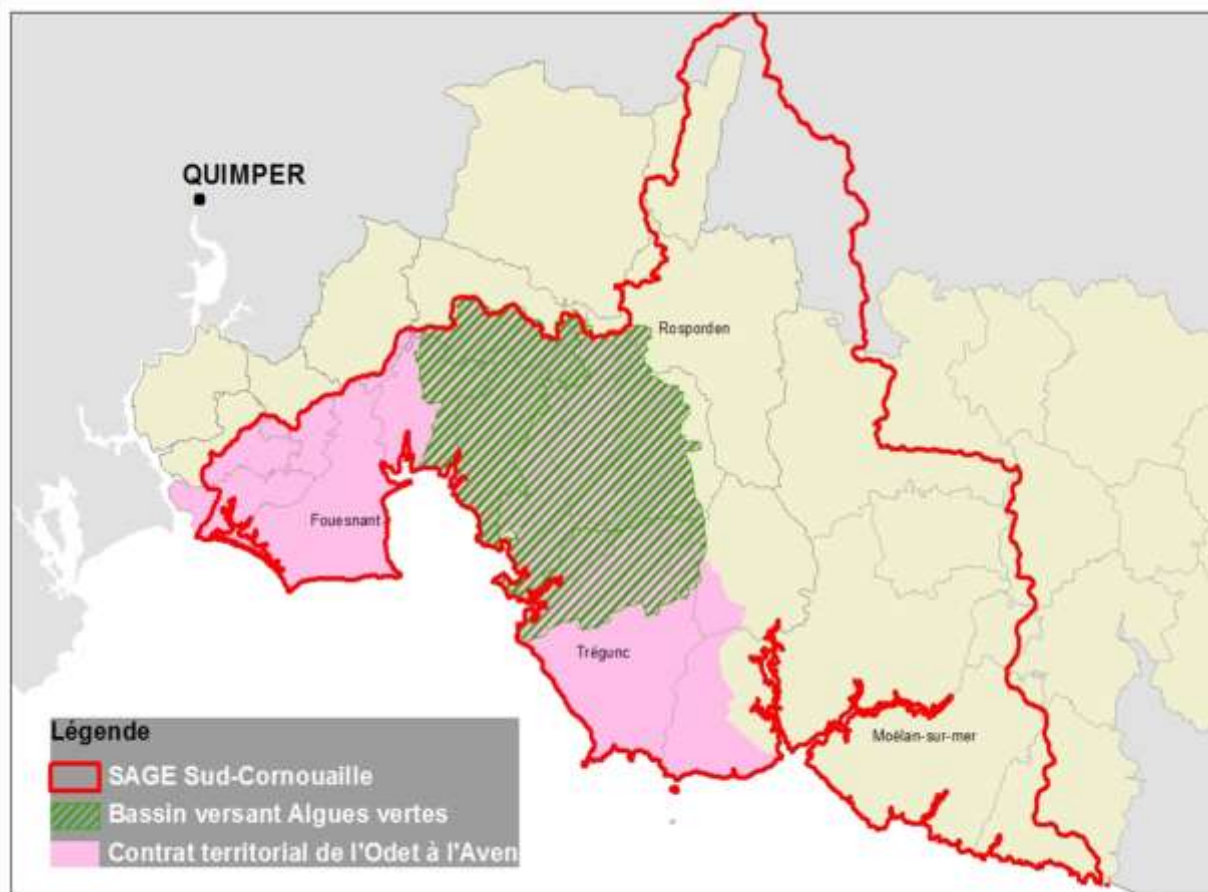 QUIMPER
Rosporden
Fouesnant
Trégunc
Moëlan-sur-mer
Légende
SAGE Sud-Cornouaille
Bassin versant Algues vertes
Contrat territorial de l'Odet à l'Aven